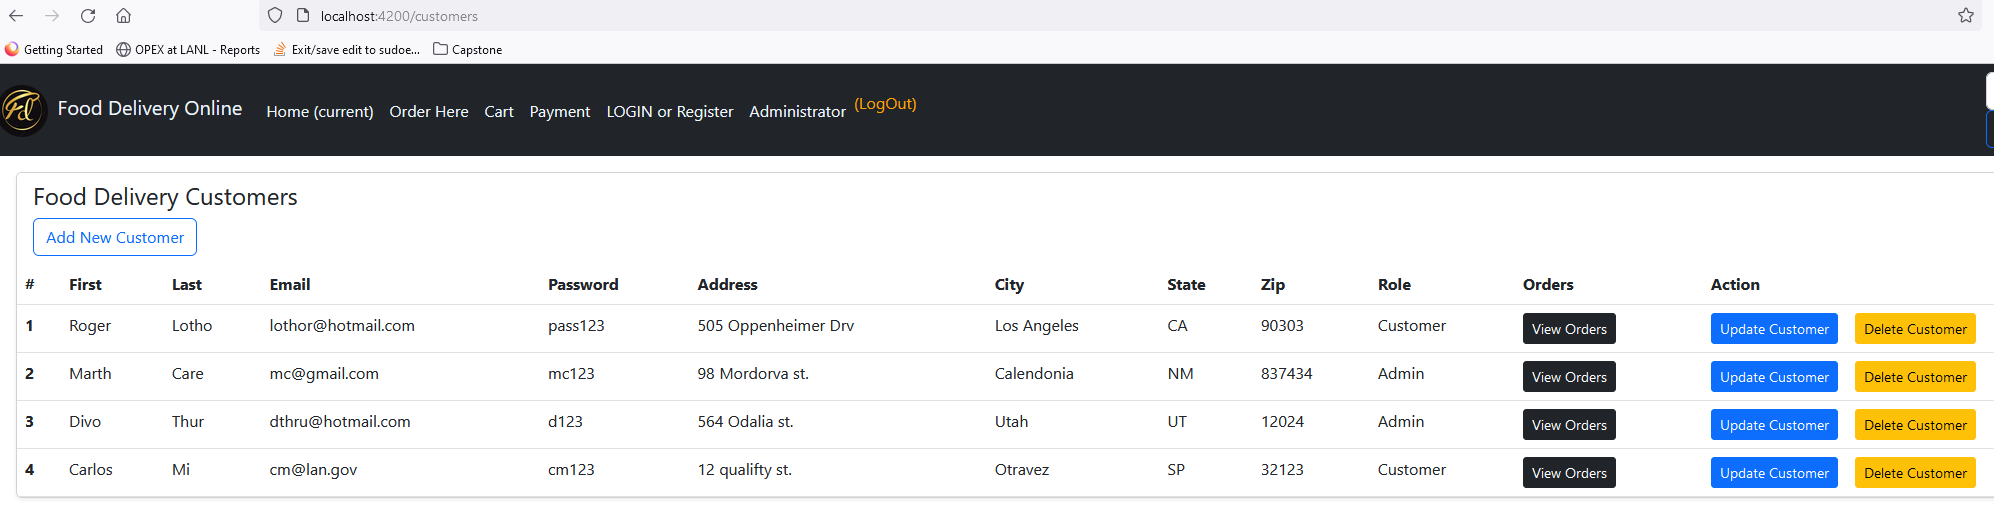 localhost:4200/customers
Getting Started OPEX at LANL - Reports Exit/save edit to sudoe... Capstone
Fd Food Delivery Online Home (current) Order Here Cart Payment LOGIN or Register Administrator (LogOut)
Food Delivery Customers
Add New Customer
# First Last Email Password Address City State Zip Role Orders Action
1 Roger Lotho lothor@hotmail.com pass123 505 Oppenheimer Drv Los Angeles CA 90303 Customer View Orders Update Customer Delete Customer
2 Marth Care mc@gmail.com mc123 98 Mordorva st. Calendonia NM 837434 Admin View Orders Update Customer Delete Customer
3 Divo Thur dthru@hotmail.com d123 564 Odalia st. Utah UT 12024 Admin View Orders Update Customer Delete Customer
4 Carlos Mi cm@lan.gov cm123 12 qualifty st. Otravez SP 32123 Customer View Orders Update Customer Delete Customer